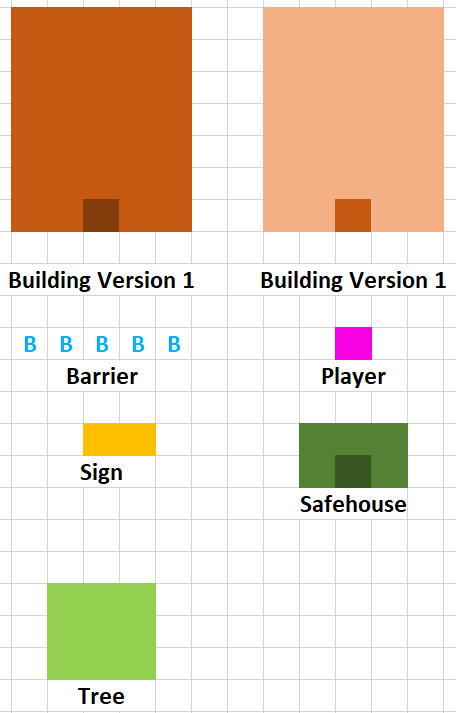 Building Version 1 Building Version 1
B B B B B
Barrier Player
Sign
Safehouse
Tree